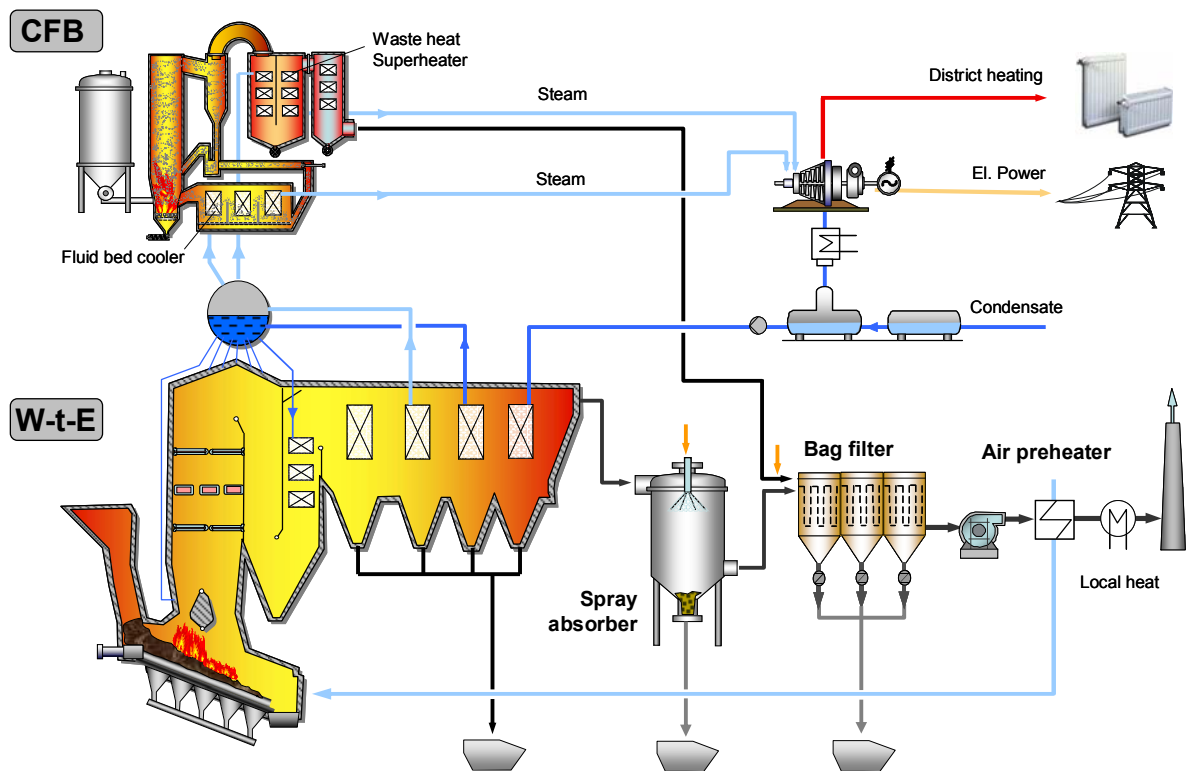 CFB
Waste heat
Superheater
Steam
District heating
Steam
El. Power
Fluid bed cooler
Condensate
W-t-E
Bag filter
Air preheater
Spray
absorber
Local heat